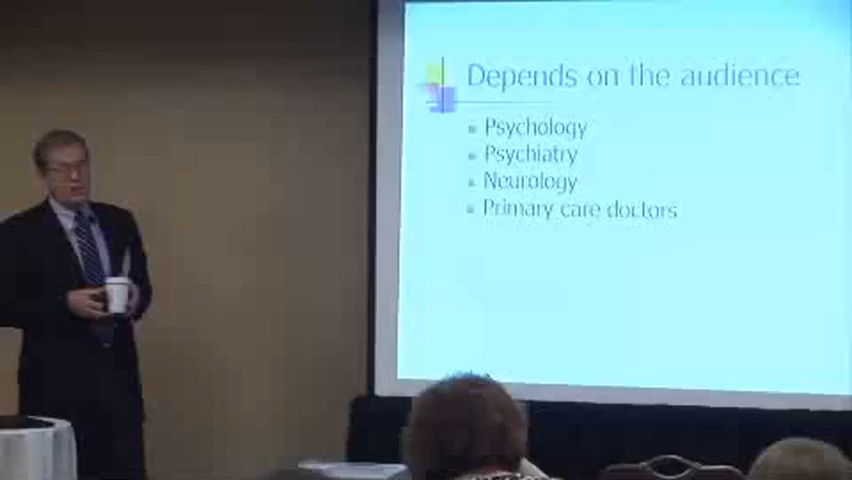 Depends on the audience
Psychology
Psychiatry
Neurology
Primary care doctors